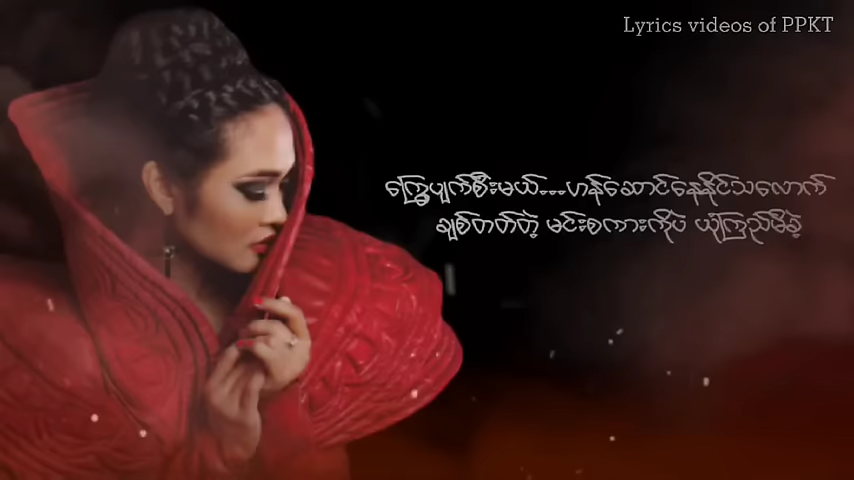 Lyrics videos of PPKT
ကြွေပျက်စီးမယ်...ဟန်ဆောင်နေနိုင်သလောက်
ချစ်တတ်တဲ့ မင်းစကားကိုပဲ ယုံကြည်မိခဲ့